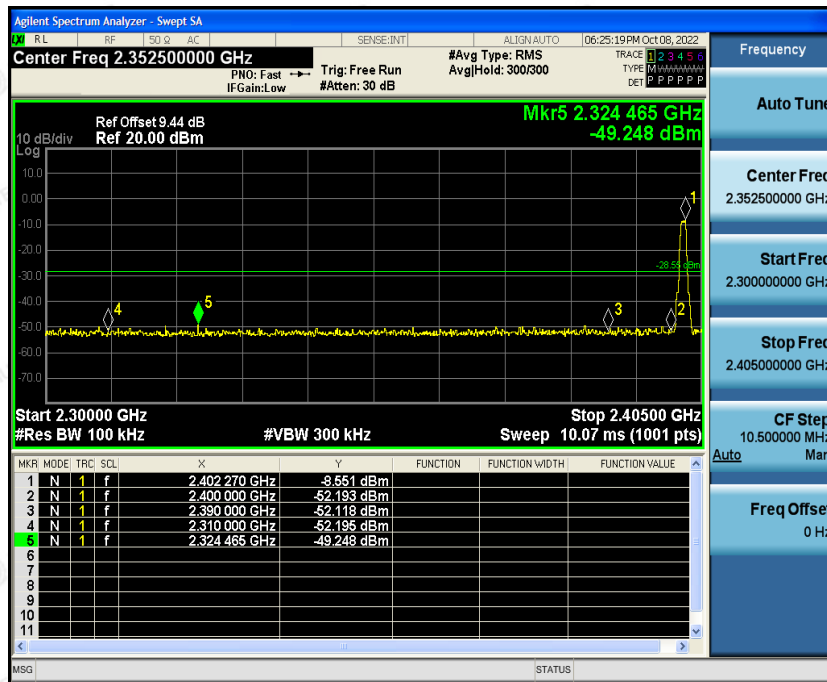 Agilent Spectrum Analyzer - Swept SA
LXI RL RF 50 Ω AC SENSE:INT ALIGN AUTO 06:25:19 PM Oct 08, 2022
Center Freq 2.352500000 GHz
PNO: Fast
IFGain:Low
Trig: Free Run
#Atten: 30 dB
#Avg Type: RMS
Avg|Hold: 300/300
TRACE 1 2 3 4 5 6
TYPE M
DET P P P P P P
Ref Offset 9.44 dB
Ref 20.00 dBm
10 dB/div
Log
Mkr5 2.324 465 GHz
-49.248 dBm
10.0
0.00
-10.0
-20.0
-30.0
-40.0
-50.0
-60.0
-70.0
1
2
3
4
5
Start 2.30000 GHz
Stop 2.40500 GHz
#Res BW 100 kHz
#VBW 300 kHz
Sweep 10.07 ms (1001 pts)
MKR MODE TRC SCL X Y FUNCTION FUNCTION WIDTH FUNCTION VALUE
1 N 1 f 2.402 270 GHz -8.551 dBm
2 N 1 f 2.400 000 GHz -52.193 dBm
3 N 1 f 2.390 000 GHz -52.118 dBm
4 N 1 f 2.310 000 GHz -52.195 dBm
5 N 1 f 2.324 465 GHz -49.248 dBm
6
7
8
9
10
11
MSG STATUS
Frequency
Auto Tune
Center Freq
2.352500000 GHz
Start Freq
2.300000000 GHz
Stop Freq
2.405000000 GHz
CF Step
10.500000 MHz
Auto Man
Freq Offset
0 Hz